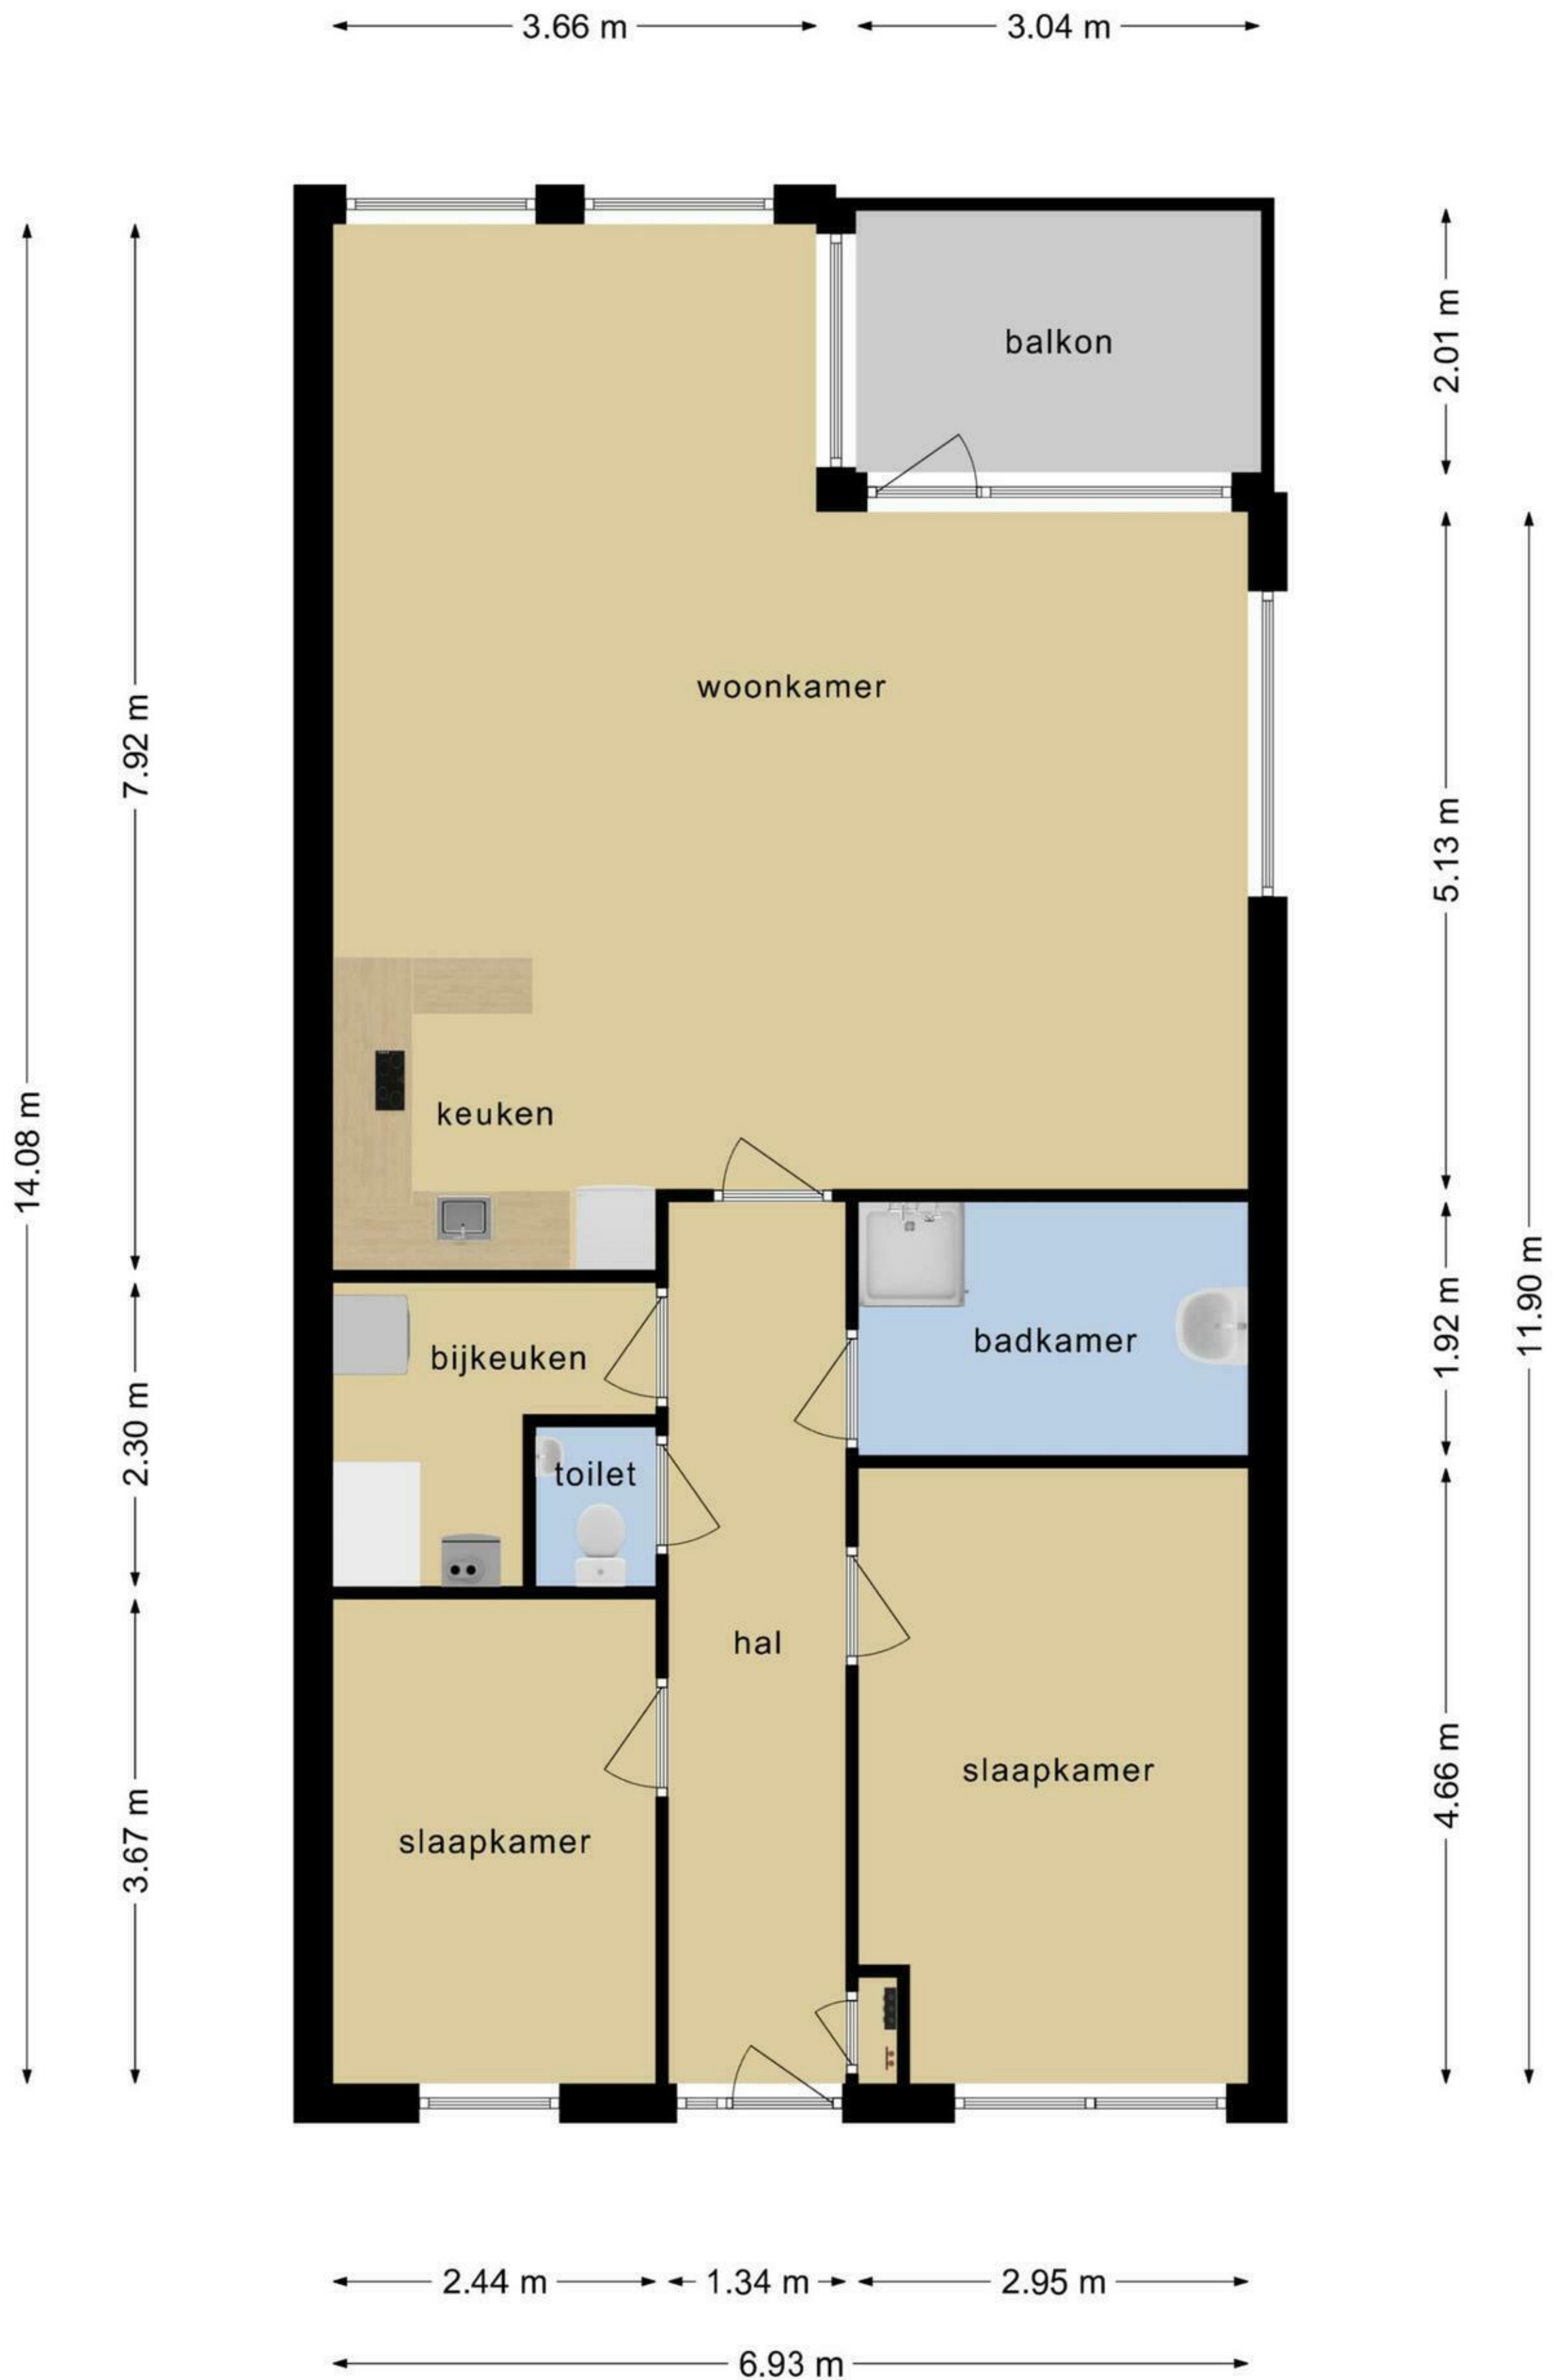 3.66 m
3.04 m
balkon
2.01 m
woonkamer
7.92 m
5.13 m
keuken
14.08 m
11.90 m
badkamer
1.92 m
bijkeuken
2.30 m
toilet
hal
slaapkamer
4.66 m
slaapkamer
3.67 m
2.44 m
1.34 m
2.95 m
6.93 m